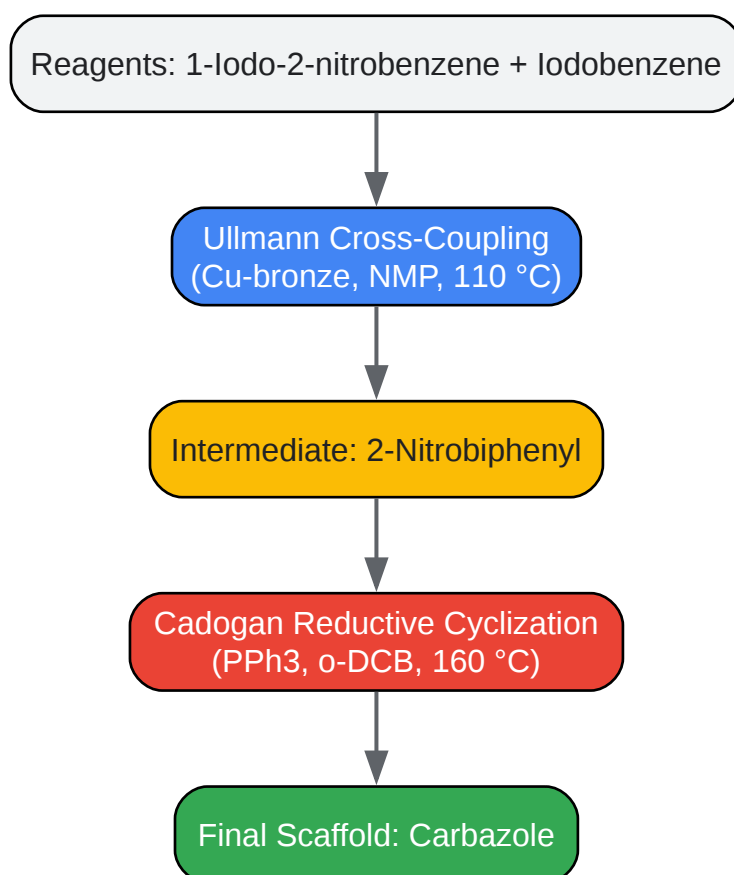 Reagents: 1-Iodo-2-nitrobenzene + Iodobenzene
Ullmann Cross-Coupling
(Cu-bronze, NMP, 110 °C)
Intermediate: 2-Nitrobiphenyl
Cadogan Reductive Cyclization
(PPh3, o-DCB, 160 °C)
Final Scaffold: Carbazole